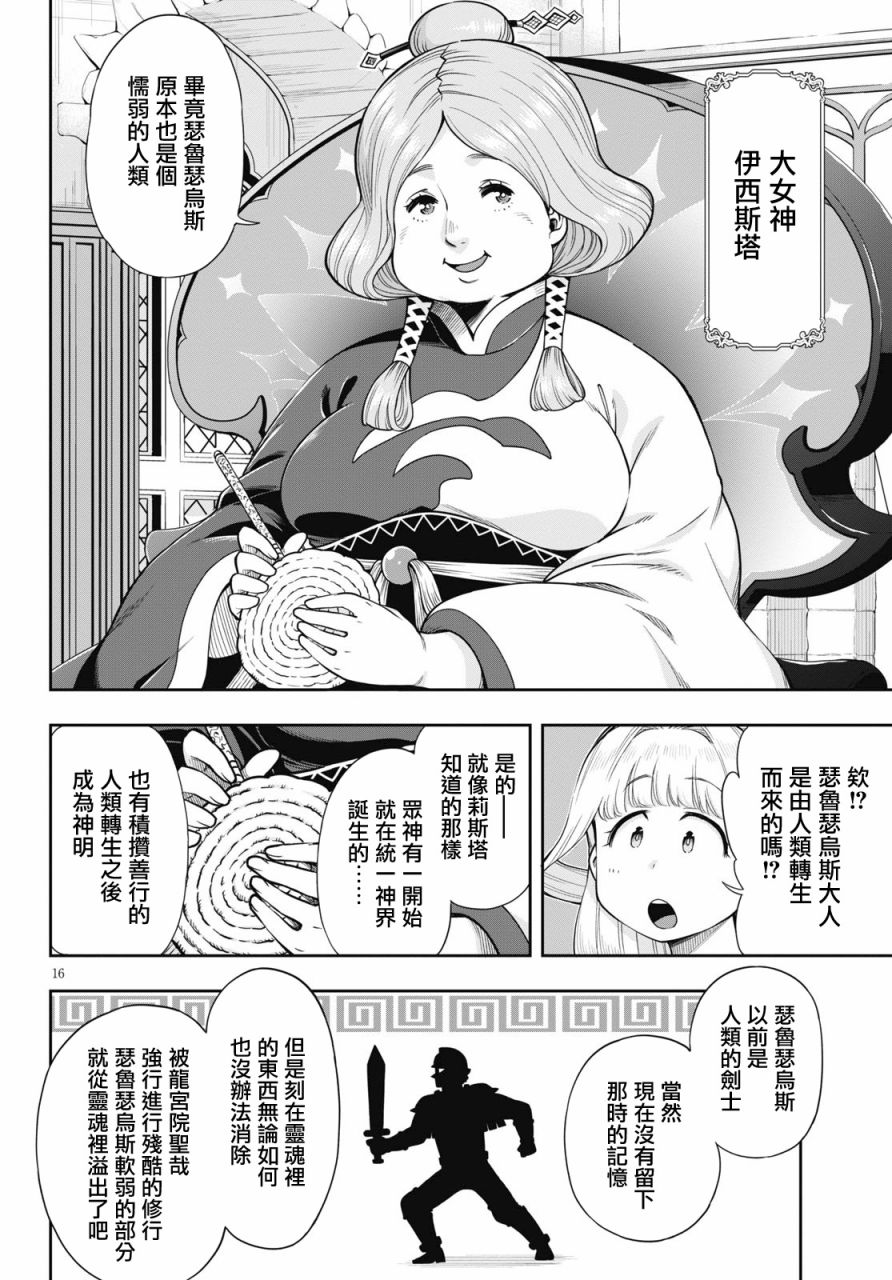 大女神
伊西斯塔
畢竟瑟魯瑟烏斯
原本也是個
懦弱的人類
欸!?
瑟魯瑟烏斯大人
是由人類轉生
而來的嗎!?
是的——
就像莉斯塔
知道的那樣
眾神有一開始
就在統一神界
誕生的……
也有積攢善行的
人類轉生之後
成為神明
16
瑟魯瑟烏斯
以前是
人類的劍士
當然
現在沒有留下
那時的記憶
但是刻在靈魂裡
的東西無論如何
也沒辦法消除
被龍宮院聖哉
強行進行殘酷的修行
瑟魯瑟烏斯軟弱的部分
就從靈魂裡溢出了吧